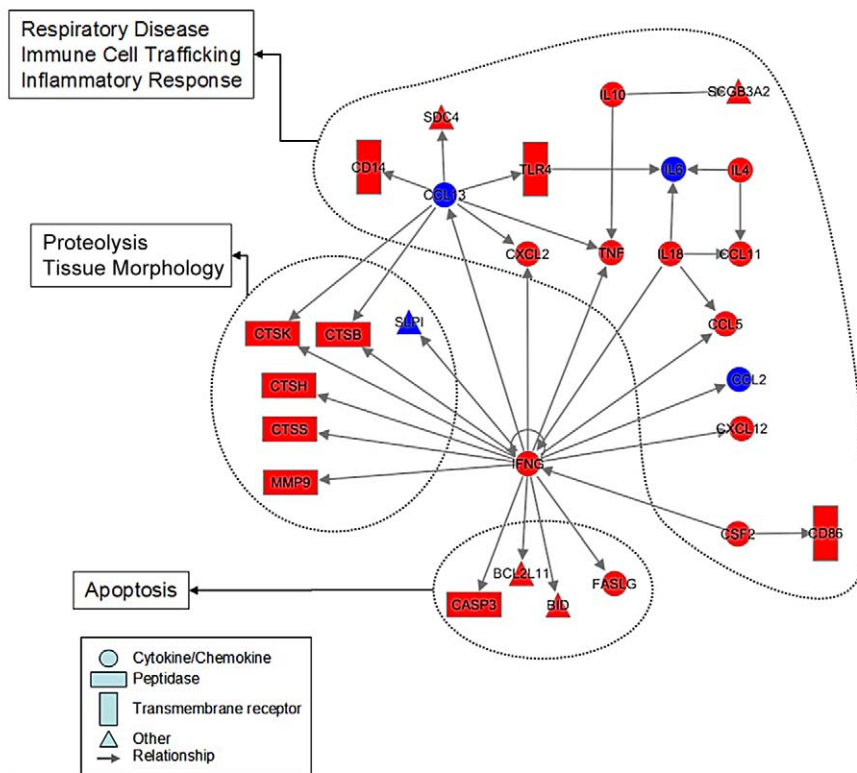 Respiratory Disease
Immune Cell Trafficking
Inflammatory Response
IL10
SCGB3A2
SDC4
CD14
TLR4
IL6
IL4
CCL13
Proteolysis
Tissue Morphology
CXCL2
TNF
IL18
CCL11
CTSK
CTSB
SLPI
CCL5
CTSH
CCL2
CTSS
CXCL12
IFNG
MMP9
CSF2
CD86
Apoptosis
BCL2L11
FASLG
CASP3
BID
Cytokine/Chemokine
Peptidase
Transmembrane receptor
Other
Relationship